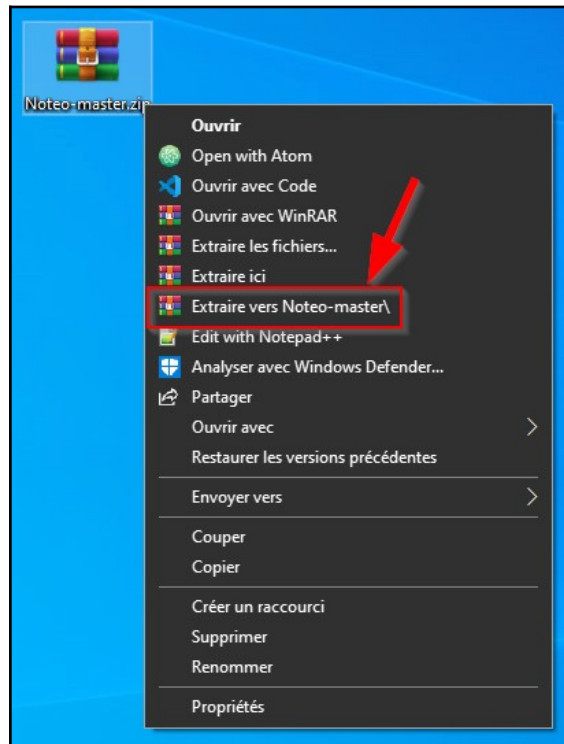 Noteo-master.zip
Ouvrir
Open with Atom
Ouvrir avec Code
Ouvrir avec WinRAR
Extraire les fichiers...
Extraire ici
Extraire vers Noteo-master\
Edit with Notepad++
Analyser avec Windows Defender...
Partager
Ouvrir avec
Restaurer les versions précédentes
Envoyer vers
Couper
Copier
Créer un raccourci
Supprimer
Renommer
Propriétés